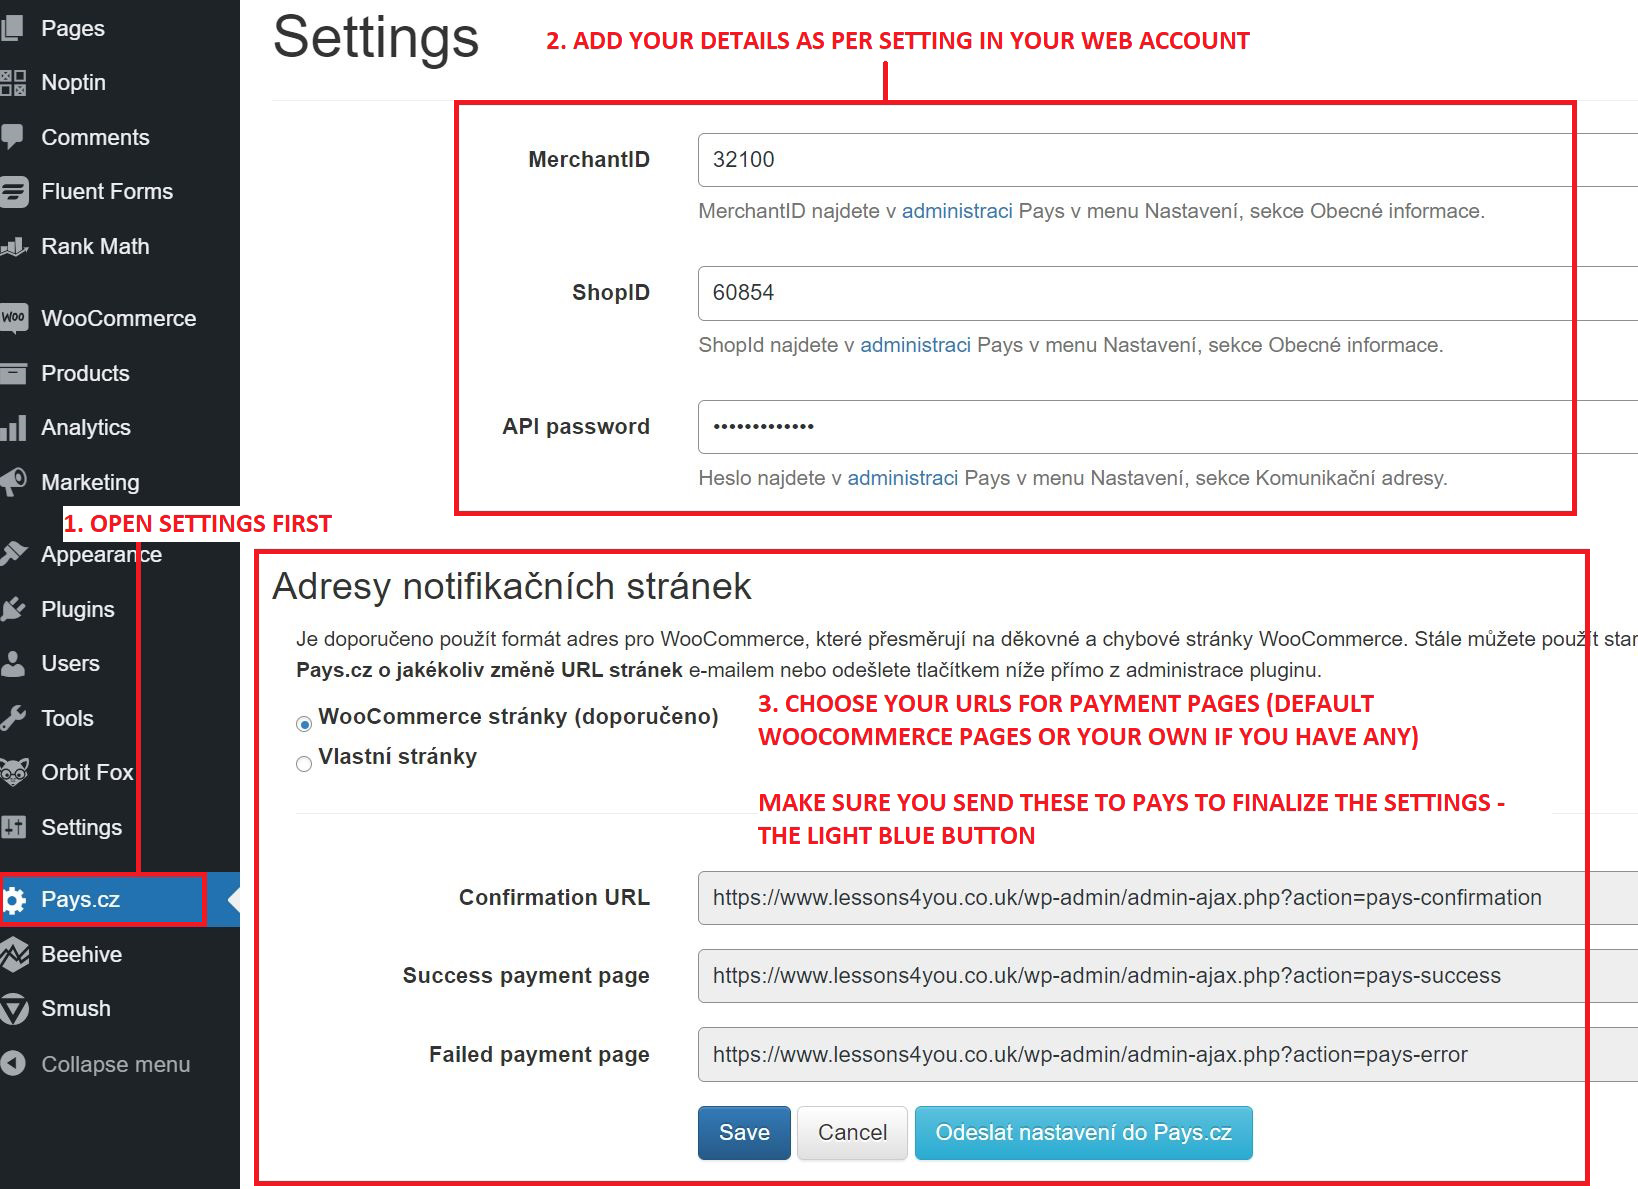 Pages
Noptin
Comments
Fluent Forms
Rank Math
Woo WooCommerce
Products
Analytics
Marketing
1. OPEN SETTINGS FIRST
Appearance
Plugins
Users
Tools
Orbit Fox
Settings
Pays.cz
Beehive
Smush
Collapse menu
Settings
2. ADD YOUR DETAILS AS PER SETTING IN YOUR WEB ACCOUNT
MerchantID 32100
MerchantID najdete v administraci Pays v menu Nastavení, sekce Obecné informace.
ShopID 60854
ShopId najdete v administraci Pays v menu Nastavení, sekce Obecné informace.
API password •••••••••••••
Heslo najdete v administraci Pays v menu Nastavení, sekce Komunikační adresy.
Adresy notifikačních stránek
Je doporučeno použít formát adres pro WooCommerce, které přesměrují na děkovné a chybové stránky WooCommerce. Stále můžete použít star
Pays.cz o jakékoliv změně URL stránek e-mailem nebo odešlete tlačítkem níže přímo z administrace pluginu.
WooCommerce stránky (doporučeno)
Vlastní stránky
3. CHOOSE YOUR URLS FOR PAYMENT PAGES (DEFAULT
WOOCOMMERCE PAGES OR YOUR OWN IF YOU HAVE ANY)
MAKE SURE YOU SEND THESE TO PAYS TO FINALIZE THE SETTINGS -
THE LIGHT BLUE BUTTON
Confirmation URL https://www.lessons4you.co.uk/wp-admin/admin-ajax.php?action=pays-confirmation
Success payment page https://www.lessons4you.co.uk/wp-admin/admin-ajax.php?action=pays-success
Failed payment page https://www.lessons4you.co.uk/wp-admin/admin-ajax.php?action=pays-error
Save Cancel Odeslat nastavení do Pays.cz